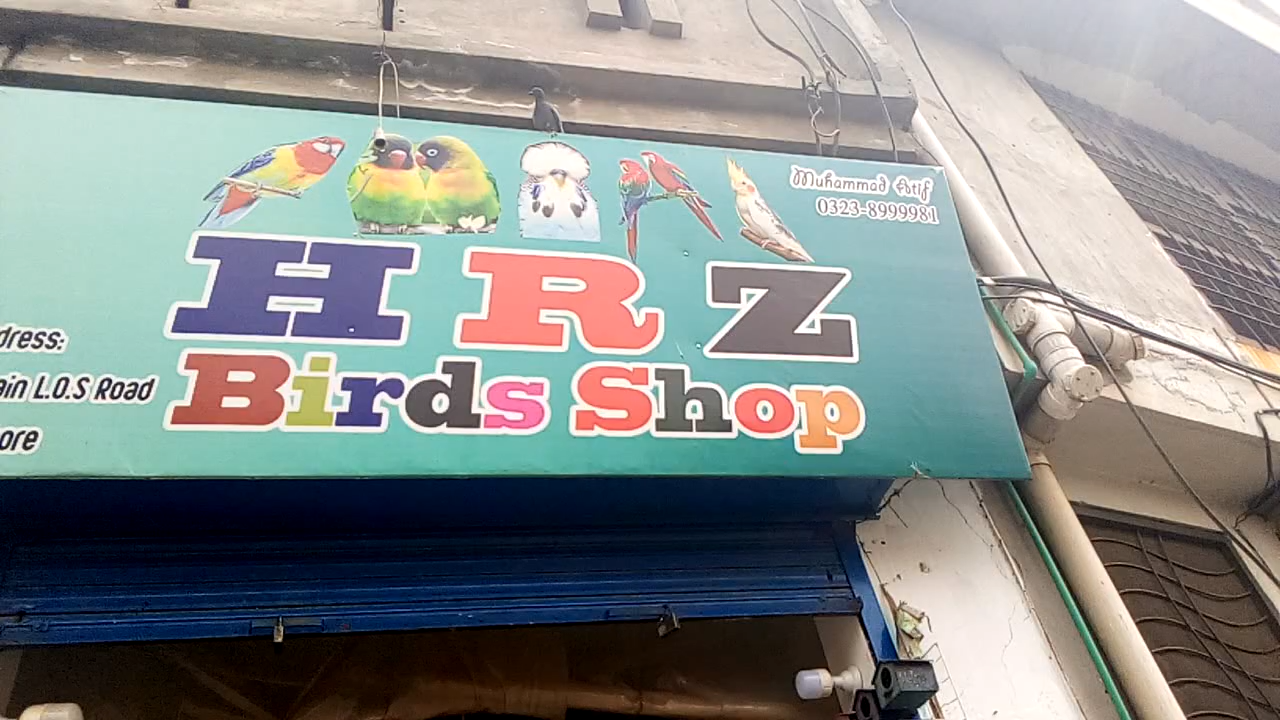 Muhammad Atif
0323-8999981
H R Z
Birds Shop
dress:
ain L.O.S Road
ore